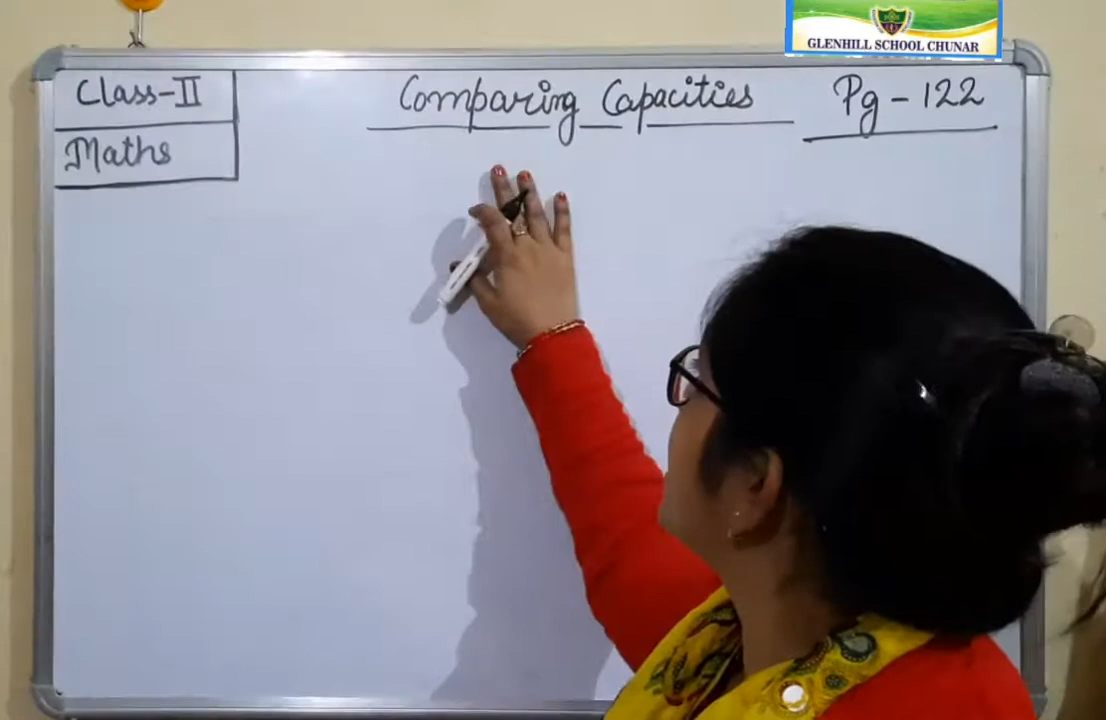 GLENHILL SCHOOL CHUNAR
Class-II
Comparing Capacities
Pg - 122
Maths